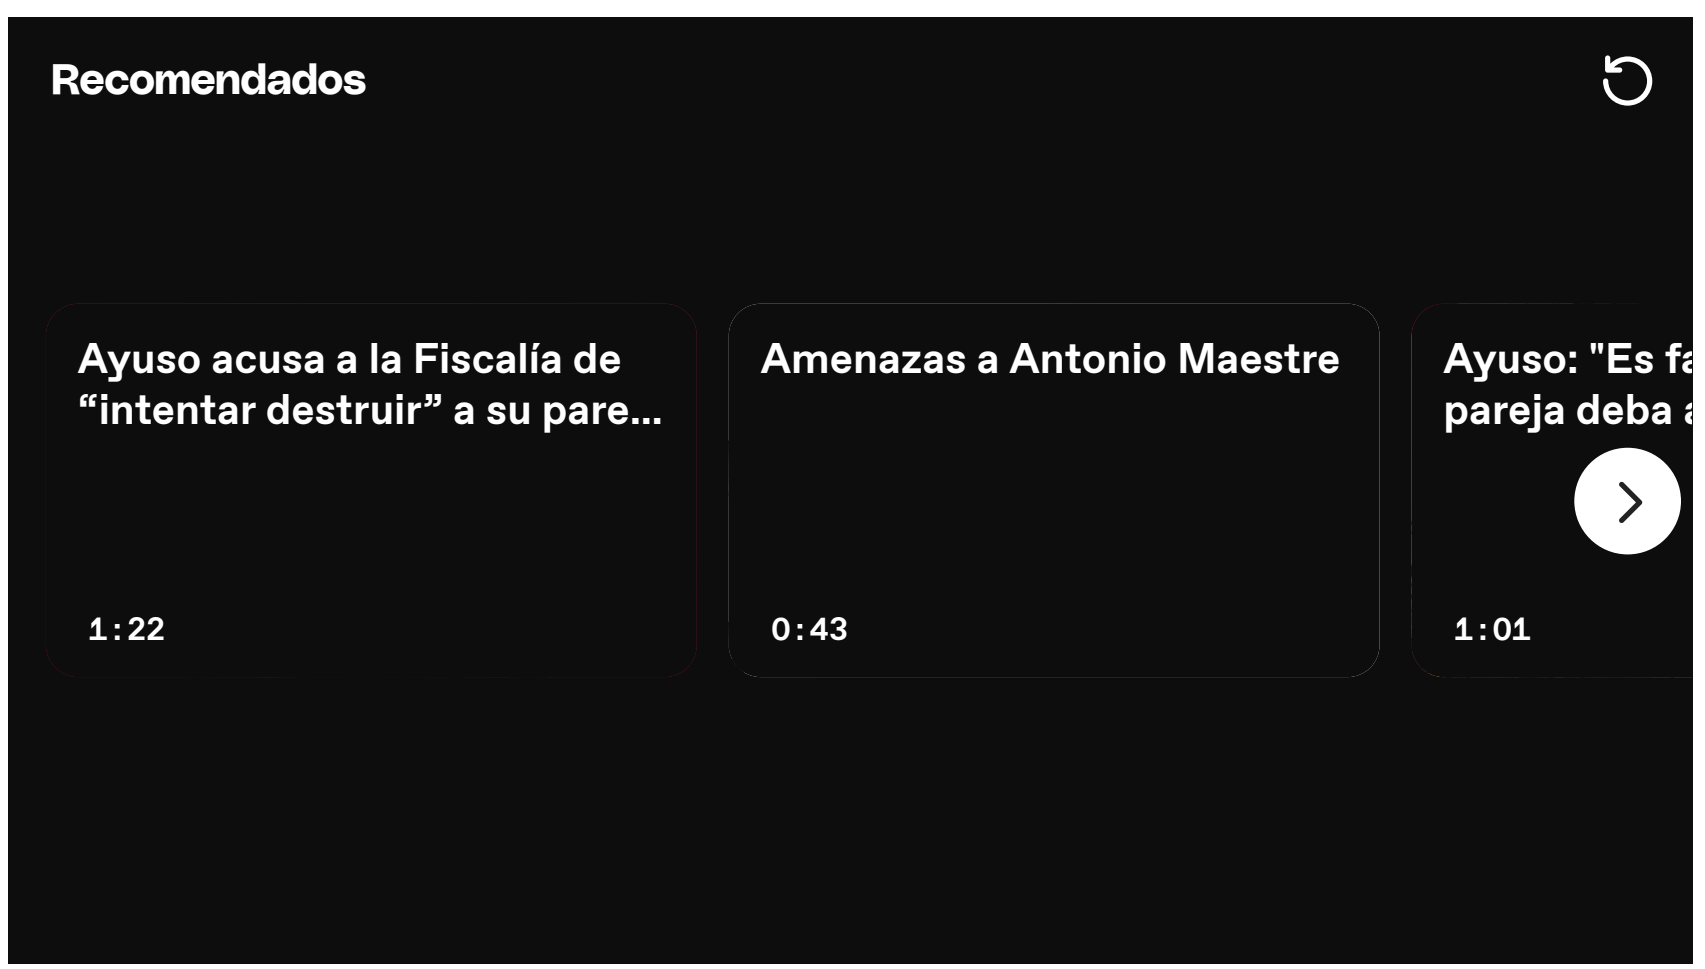 Recomendados
Ayuso acusa a la Fiscalía de
“intentar destruir” a su pare...
1:22
Amenazas a Antonio Maestre
0:43
Ayuso: "Es
pareja deba
1:01